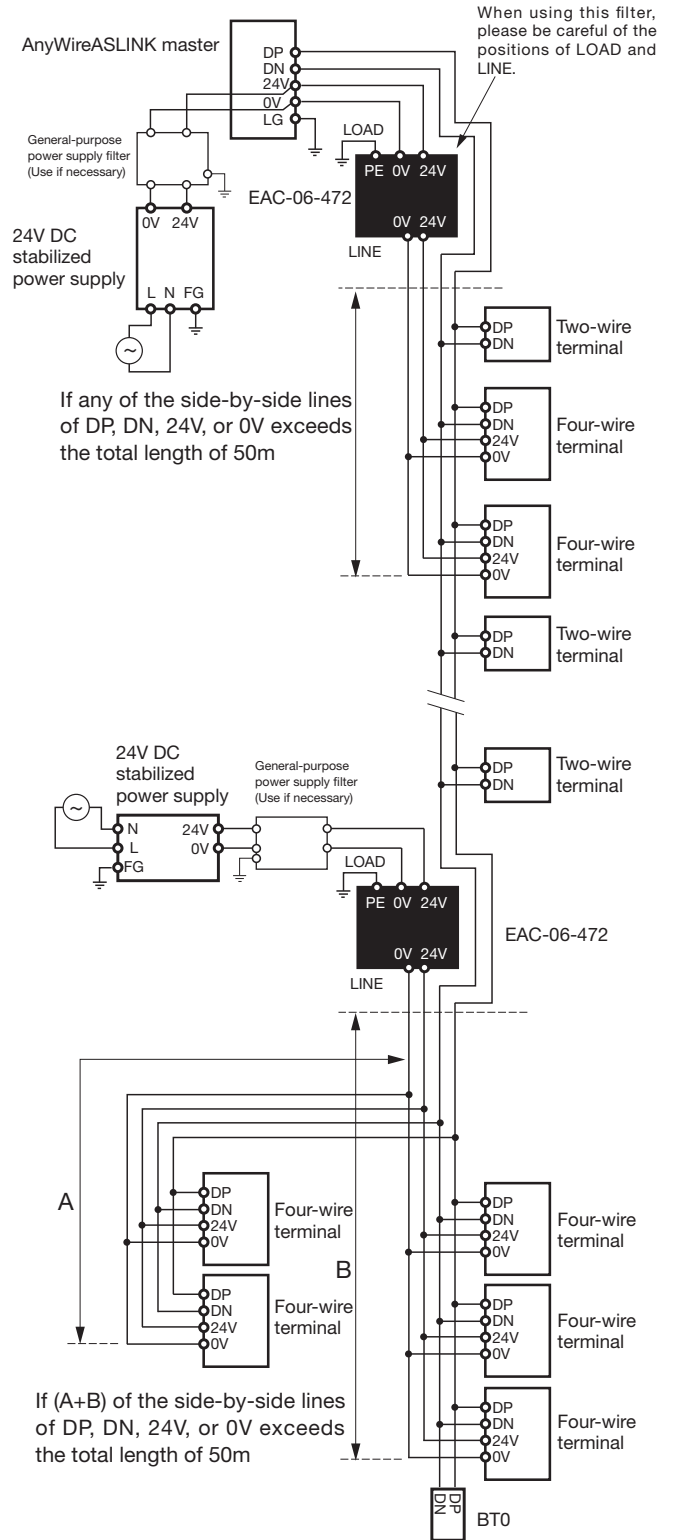 When using this filter,
please be careful of the
positions of LOAD and
LINE.
AnyWireASLINK master
DP
DN
24V
0V
LG
General-purpose
power supply filter
(Use if necessary)
LOAD
PE 0V 24V
EAC-06-472
0V 24V
LINE
0V 24V
24V DC
stabilized
power supply
L N FG
~
If any of the side-by-side lines
of DP, DN, 24V, or 0V exceeds
the total length of 50m
DP
DN
Two-wire
terminal
DP
DN
24V
0V
Four-wire
terminal
DP
DN
24V
0V
Four-wire
terminal
DP
DN
Two-wire
terminal
DP
DN
Two-wire
terminal
24V DC
stabilized
power supply
General-purpose
power supply filter
(Use if necessary)
~
N
L
FG
24V
0V
LOAD
PE 0V 24V
0V 24V
LINE
EAC-06-472
A
B
DP
DN
24V
0V
Four-wire
terminal
DP
DN
24V
0V
Four-wire
terminal
DP
DN
24V
0V
Four-wire
terminal
DP
DN
24V
0V
Four-wire
terminal
DP
DN
24V
0V
Four-wire
terminal
If (A+B) of the side-by-side lines
of DP, DN, 24V, or 0V exceeds
the total length of 50m
DP
DN
BT0